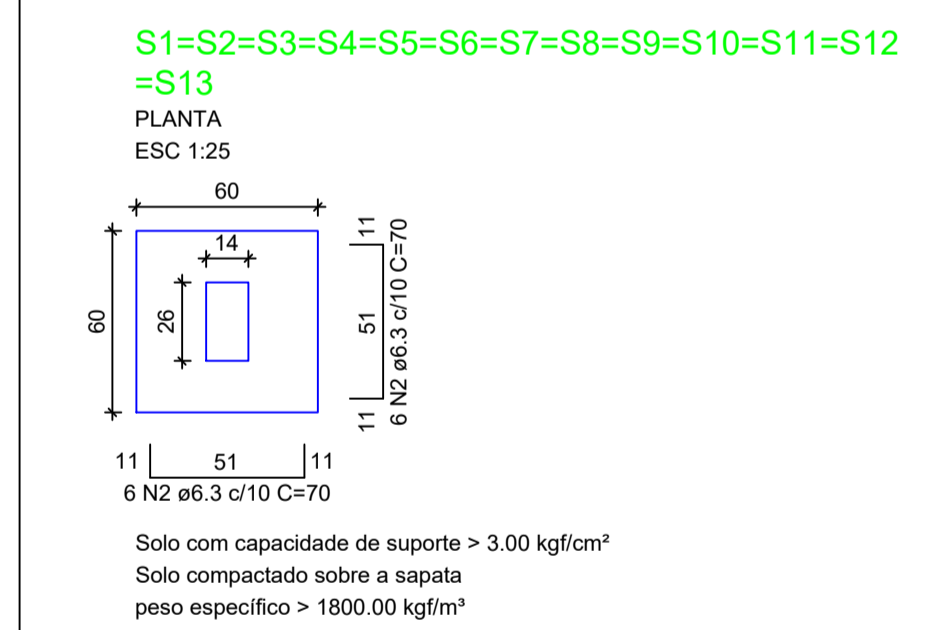 S1=S2=S3=S4=S5=S6=S7=S8=S9=S10=S11=S12
=S13
PLANTA
ESC 1:25
60
14
60
26
11
51
11
6 N2 ø6.3 c/10 C=70
11
51
11
6 N2 ø6.3 c/10 C=70
Solo com capacidade de suporte > 3.00 kgf/cm²
Solo compactado sobre a sapata
peso específico > 1800.00 kgf/m³